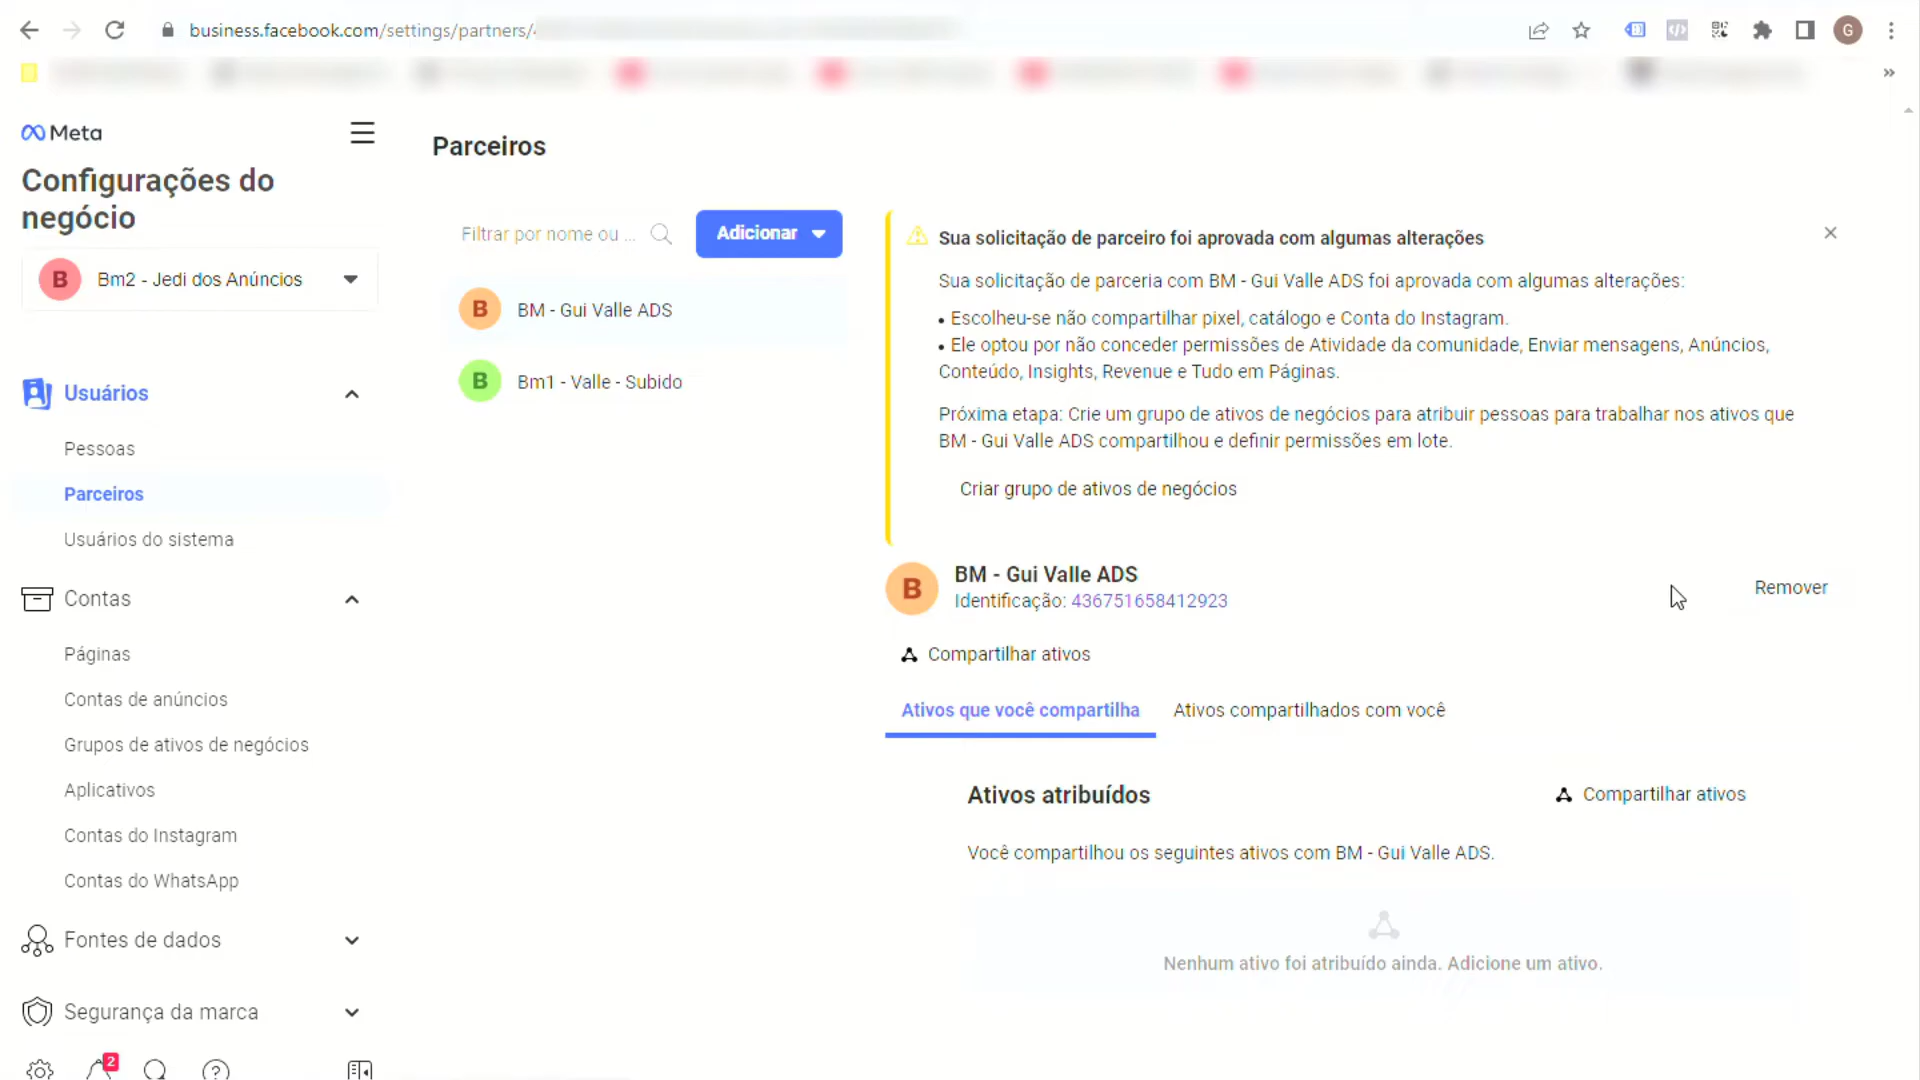 business.facebook.com/settings/partners/
G
Meta
Configurações do
negócio
B Bm2 - Jedi dos Anúncios
Usuários
Pessoas
Parceiros
Usuários do sistema
Contas
Páginas
Contas de anúncios
Grupos de ativos de negócios
Aplicativos
Contas do Instagram
Contas do WhatsApp
Fontes de dados
Segurança da marca
2
Parceiros
Filtrar por nome ou ...
Adicionar
B BM - Gui Valle ADS
B Bm1 - Valle - Subido
Sua solicitação de parceiro foi aprovada com algumas alterações
Sua solicitação de parceria com BM - Gui Valle ADS foi aprovada com algumas alterações:
• Escolheu-se não compartilhar pixel, catálogo e Conta do Instagram.
• Ele optou por não conceder permissões de Atividade da comunidade, Enviar mensagens, Anúncios,
Conteúdo, Insights, Revenue e Tudo em Páginas.
Próxima etapa: Crie um grupo de ativos de negócios para atribuir pessoas para trabalhar nos ativos que
BM - Gui Valle ADS compartilhou e definir permissões em lote.
Criar grupo de ativos de negócios
B BM - Gui Valle ADS
Identificação: 436751658412923
Remover
Compartilhar ativos
Ativos que você compartilha Ativos compartilhados com você
Ativos atribuídos
Compartilhar ativos
Você compartilhou os seguintes ativos com BM - Gui Valle ADS.
Nenhum ativo foi atribuído ainda. Adicione um ativo.